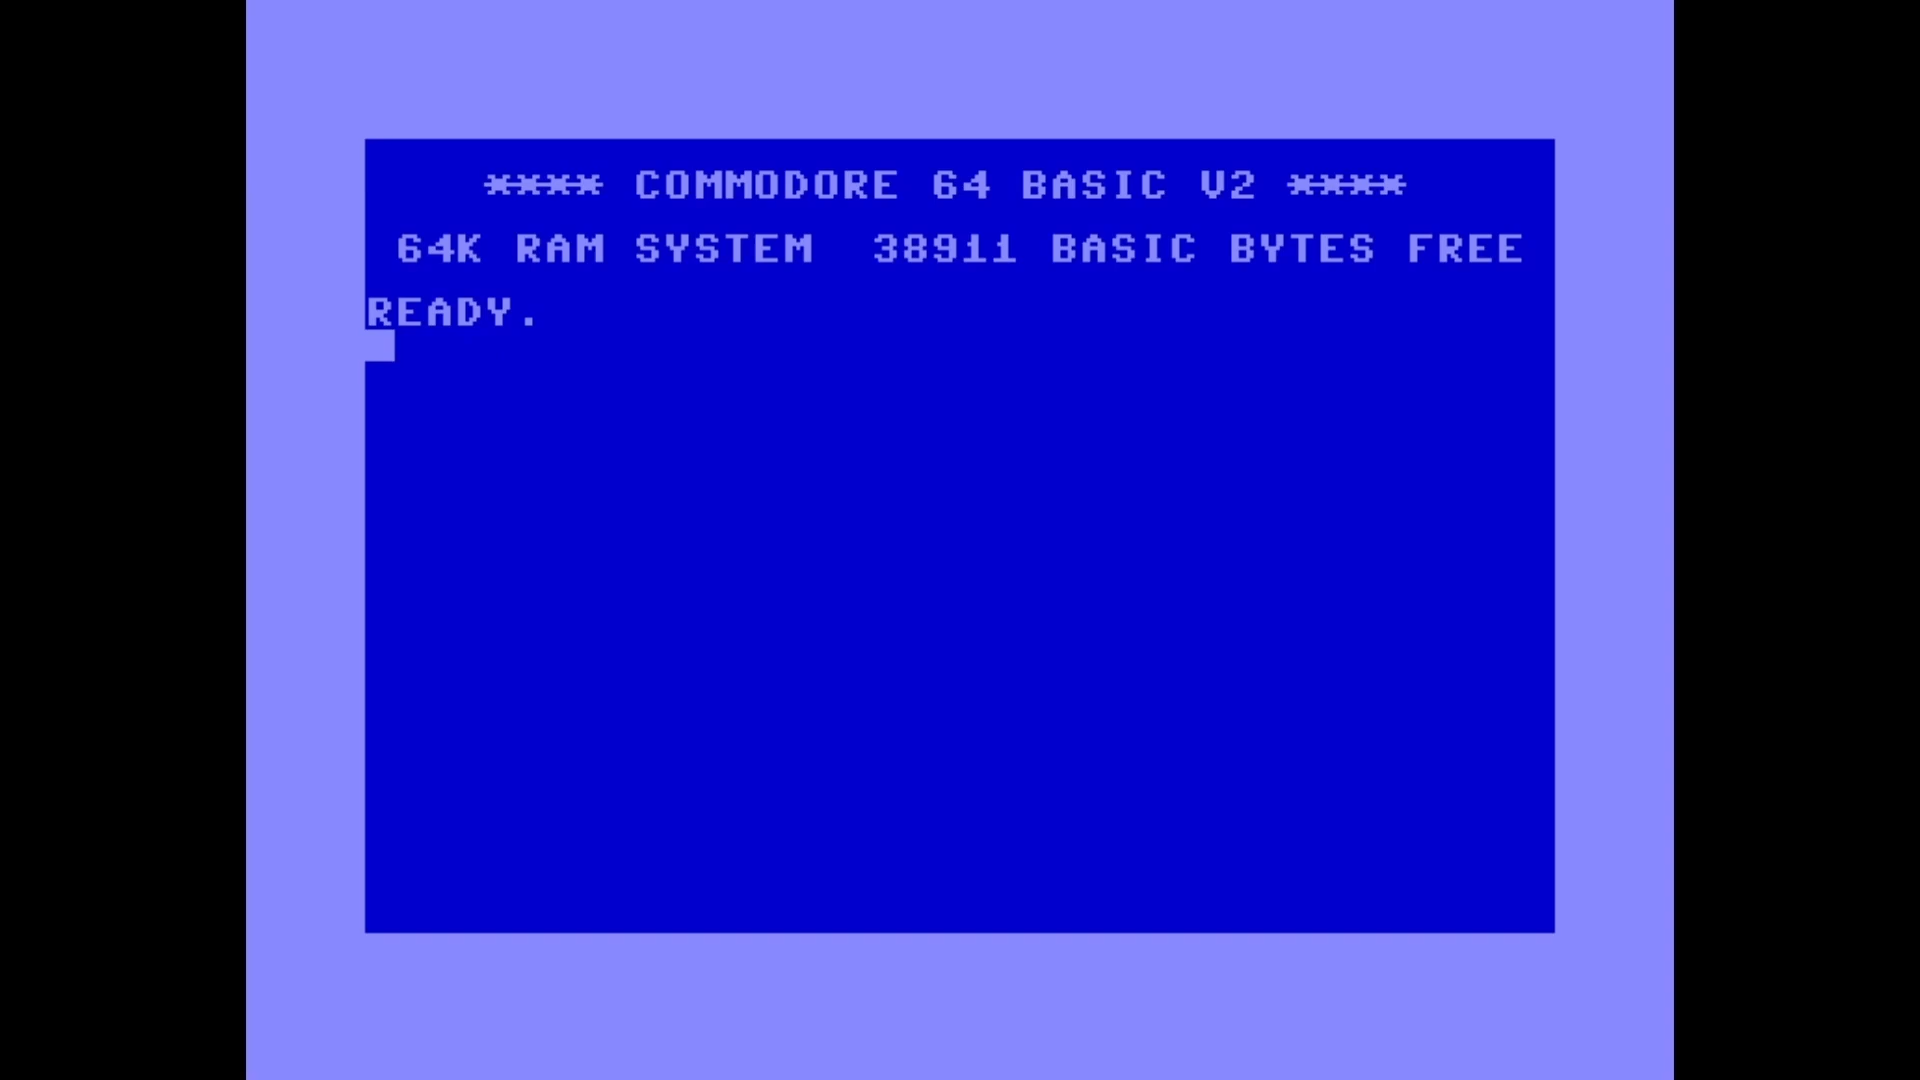 **** COMMODORE 64 BASIC V2 ****
64K RAM SYSTEM  38911 BASIC BYTES FREE
READY.